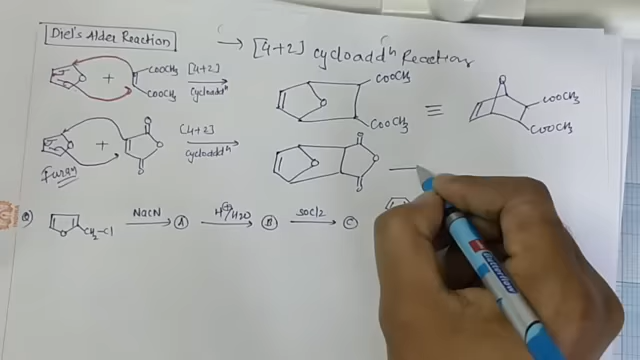 Diel's Alder Reaction
→ [4+2] cycloaddⁿ Reaction
+ COOCH3 COOCH3 [4+2] cycloaddⁿ
COOCH3 COOCH3 ≡ O COOCH3 COOCH3
+ O O O [4+2] cycloaddⁿ
Furan
O CH2-Cl NaCN → A H⊕/H2O → B SOCl2 → C